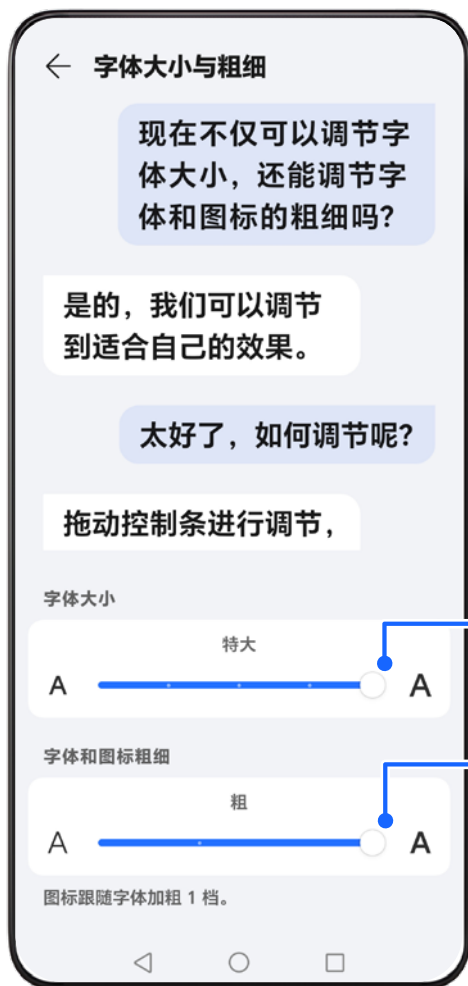 字体大小与粗细
现在不仅可以调节字
体大小，还能调节字
体和图标的粗细吗?
是的，我们可以调节
到适合自己的效果。
太好了，如何调节呢?
拖动控制条进行调节，
字体大小
特大
A A
字体和图标粗细
粗
A A
图标跟随字体加粗 1 档。